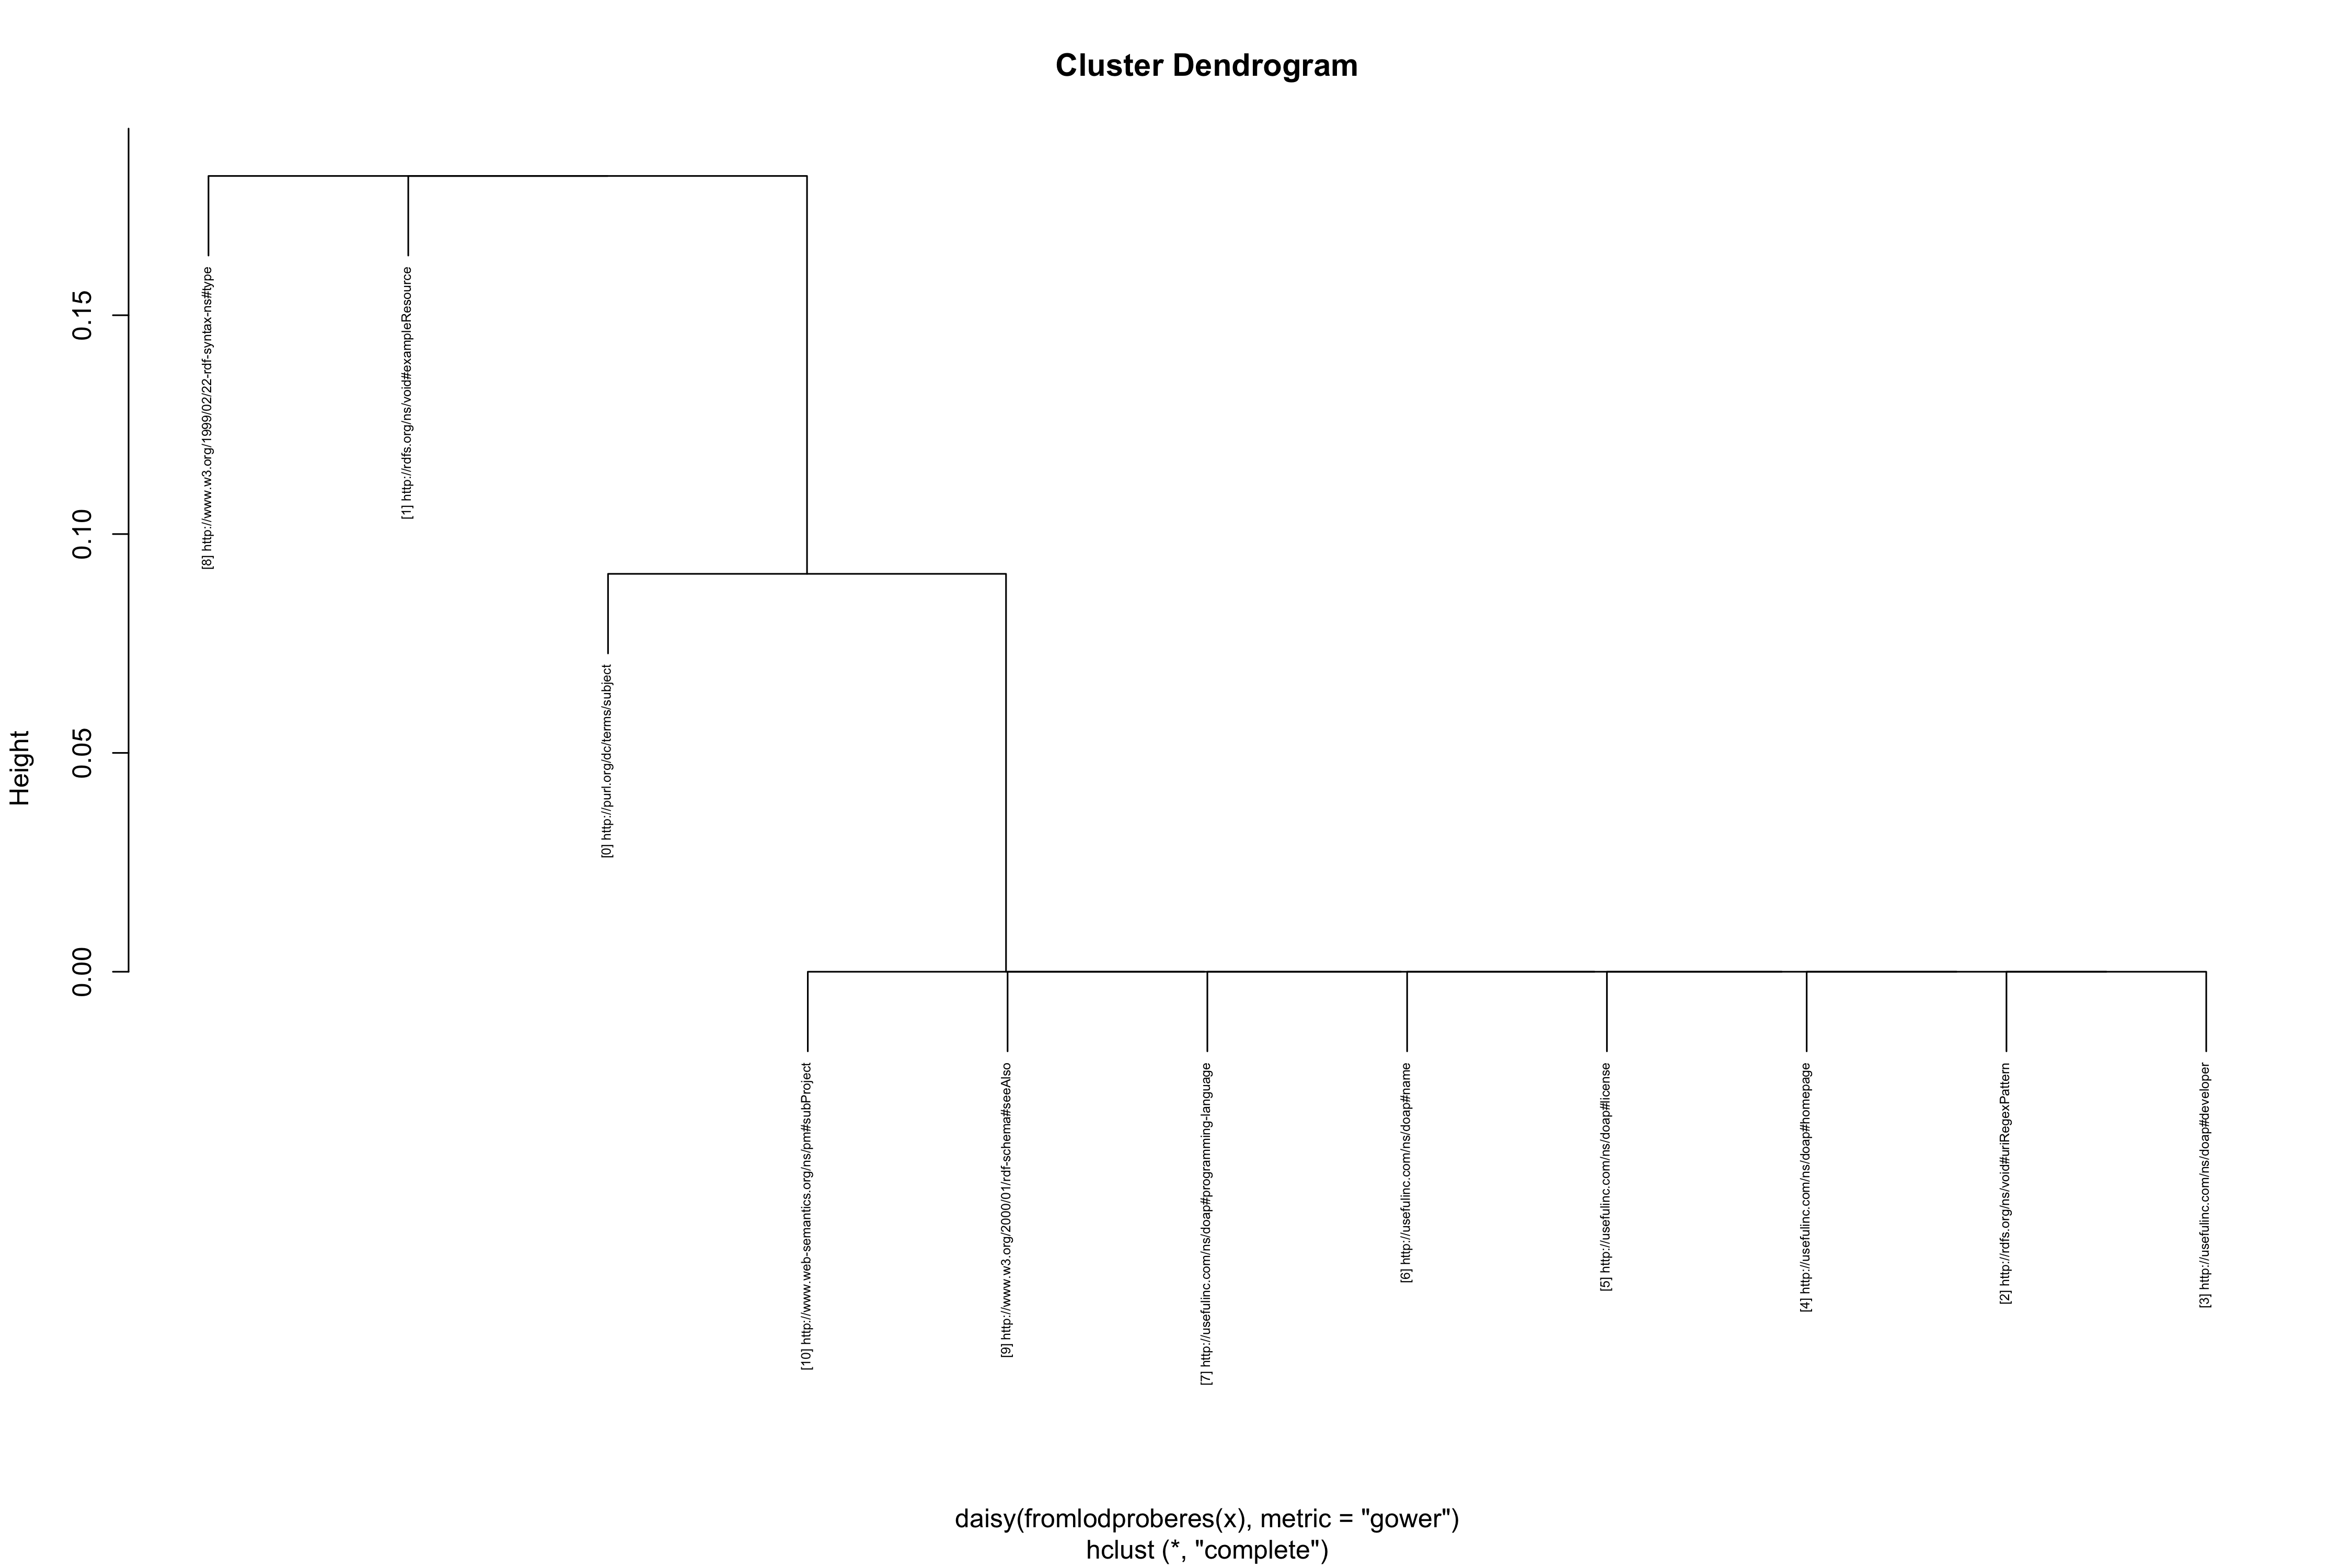 Cluster Dendrogram
Height
0.00
0.05
0.10
0.15
[8] http://www.w3.org/1999/02/22-rdf-syntax-ns#type
[1] http://rdfs.org/ns/void#exampleResource
[0] http://purl.org/dc/terms/subject
[10] http://www.web-semantics.org/ns/pm#subProject
[9] http://www.w3.org/2000/01/rdf-schema#seeAlso
[7] http://usefulinc.com/ns/doap#programming-language
[6] http://usefulinc.com/ns/doap#name
[5] http://usefulinc.com/ns/doap#license
[4] http://usefulinc.com/ns/doap#homepage
[2] http://rdfs.org/ns/void#uriRegexPattern
[3] http://usefulinc.com/ns/doap#developer
daisy(fromlodproberes(x), metric = "gower")
hclust (*, "complete")